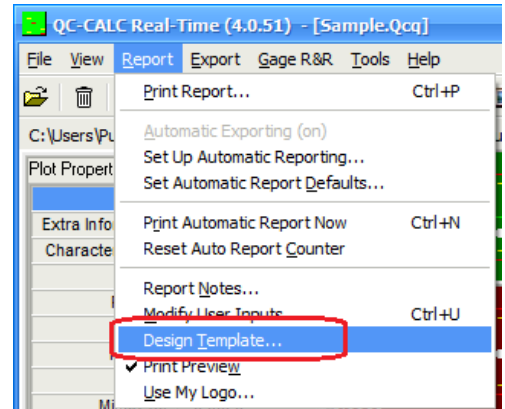 QC-CALC Real-Time (4.0.51) - [Sample.Qcq]
File View Report Export Gage R&R Tools Help
Print Report... Ctrl+P
C:\Users\Pu
Automatic Exporting (on)
Set Up Automatic Reporting...
Plot Propert
Set Automatic Report Defaults...
Extra Info
Print Automatic Report Now Ctrl+N
Characte
Reset Auto Report Counter
Report Notes...
Modify User Inputs Ctrl+U
Design Template...
Print Preview
Use My Logo...
Mi